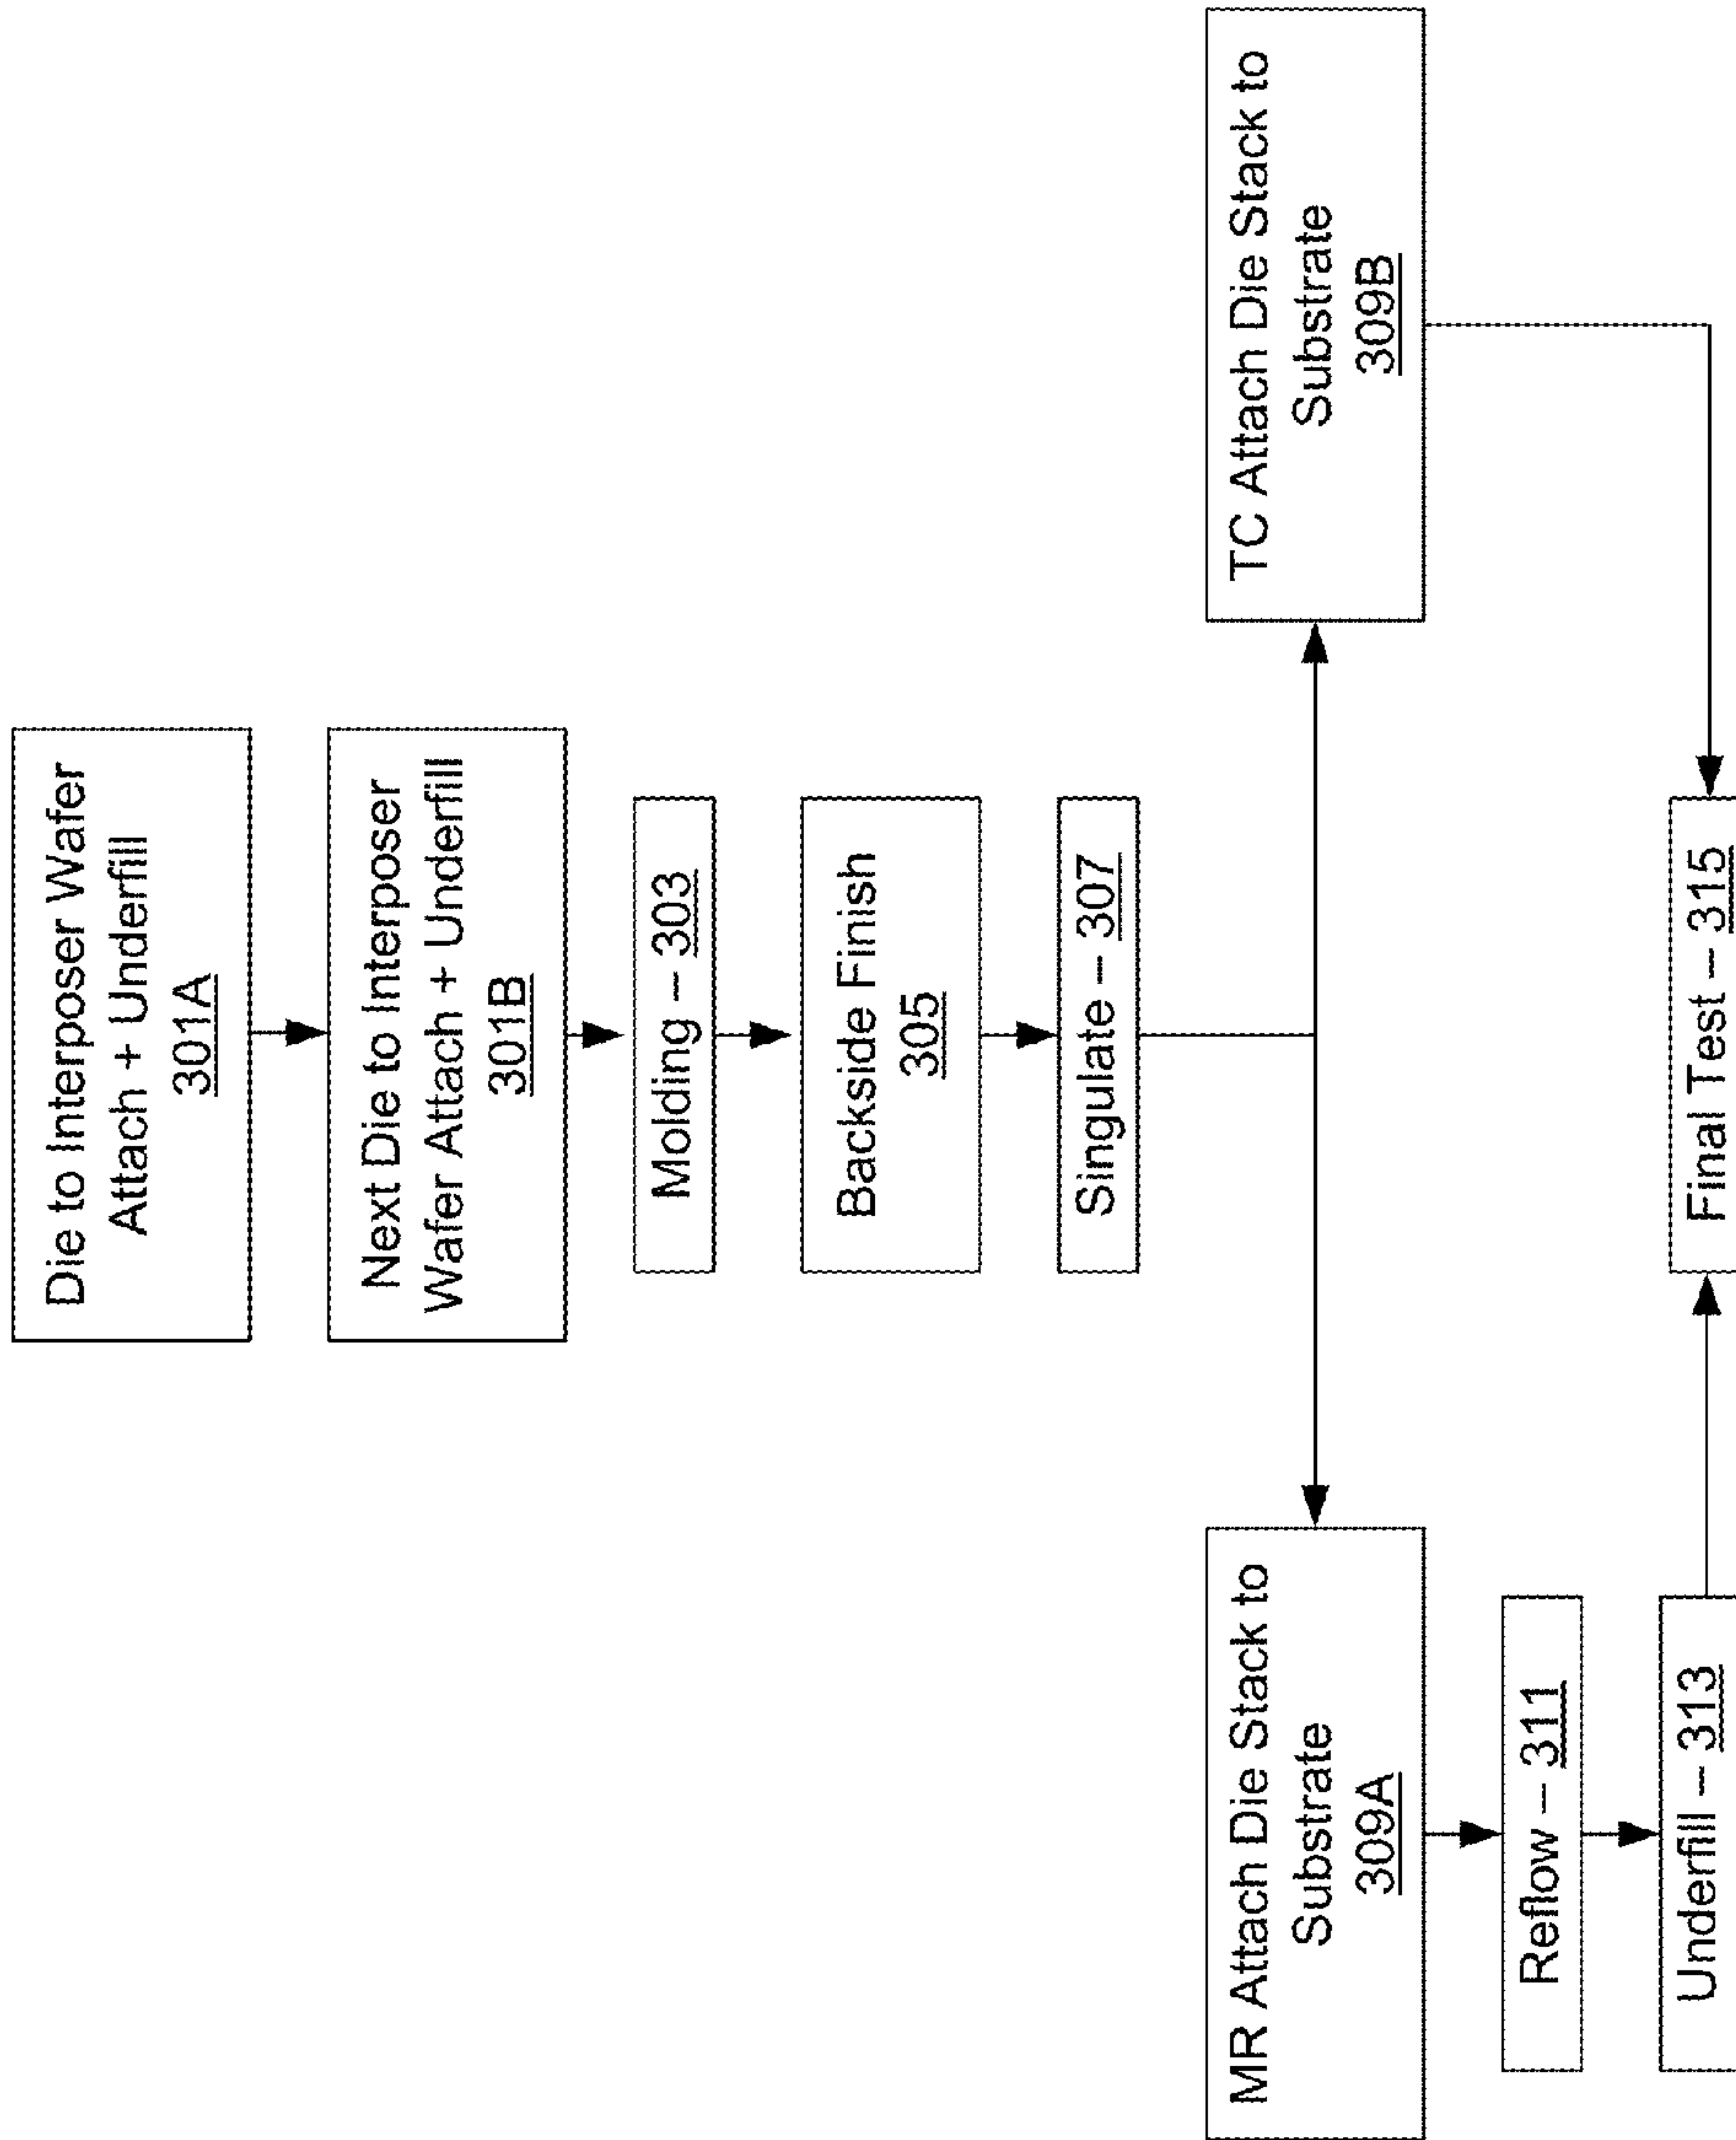 Die to Interposer Wafer
Attach + Underfill
301A
Next Die to Interposer
Wafer Attach + Underfill
301B
Molding – 303
Backside Finish
305
Singulate – 307
MR Attach Die Stack to
Substrate
309A
TC Attach Die Stack to
Substrate
309B
Reflow – 311
Underfill – 313
Final Test – 315